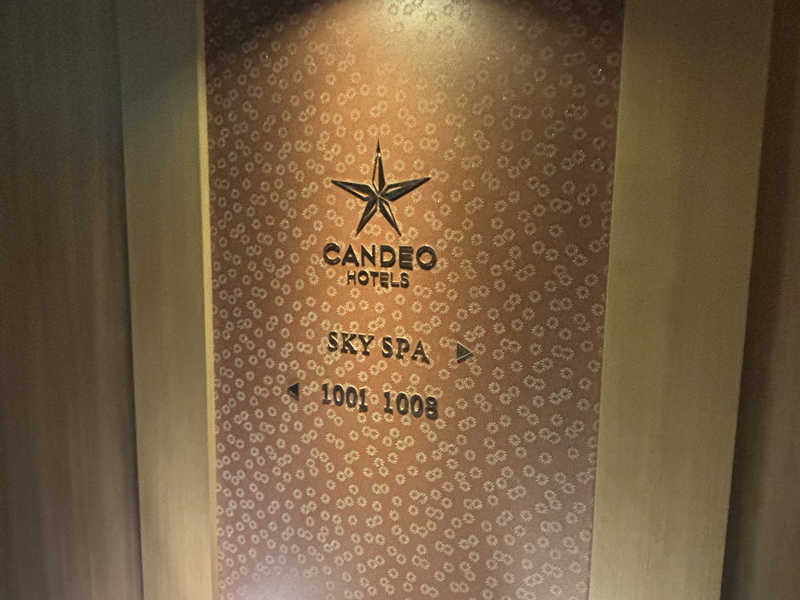 CANDEO
HOTELS
SKY SPA ▶
◀ 1001 1008